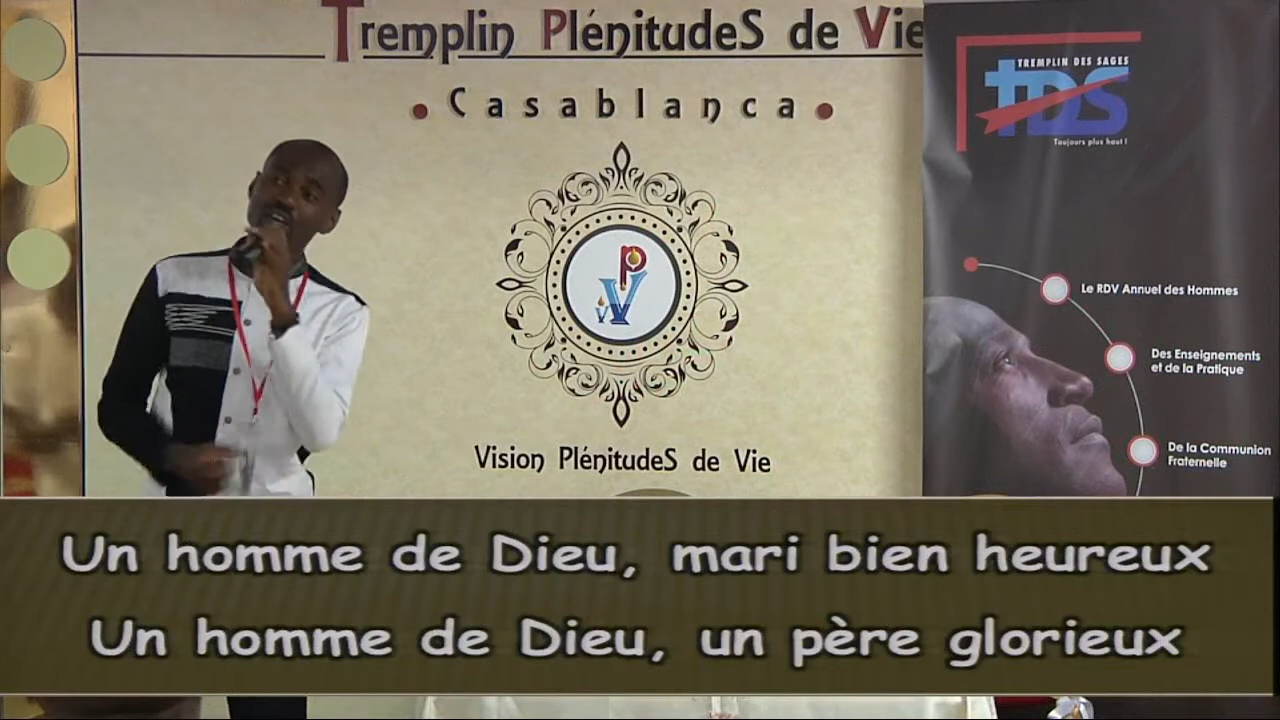 Tremplin PlénitudeS de Vie
Casablanca
PV
Vision PlénitudeS de Vie
TREMPLIN DES SAGES
TDS
Toujours plus haut !
Le RDV Annuel des Hommes
Des Enseignements
et de la Pratique
De la Communion
Fraternelle
Un homme de Dieu, mari bien heureux
Un homme de Dieu, un père glorieux